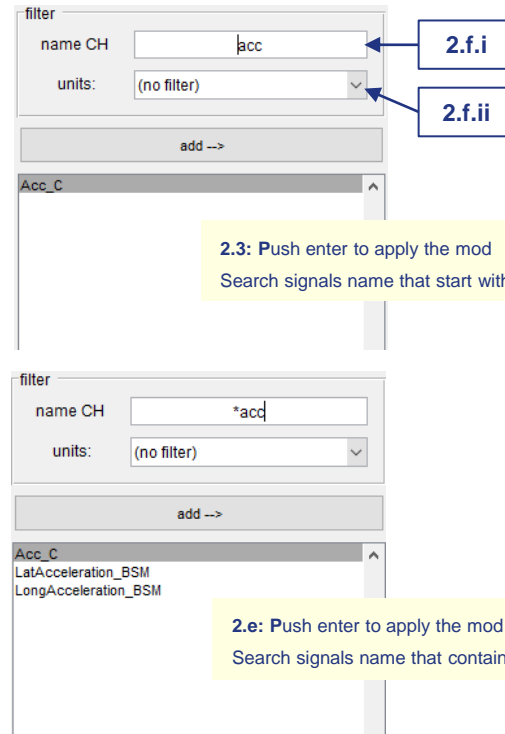 filter
name CH acc 2.f.i
units: (no filter)
2.f.ii
add -->
Acc_C
2.3: Push enter to apply the mod
Search signals name that start with
filter
name CH *acc
units: (no filter)
add -->
Acc_C
LatAcceleration_BSM
LongAcceleration_BSM
2.e: Push enter to apply the mod
Search signals name that contain